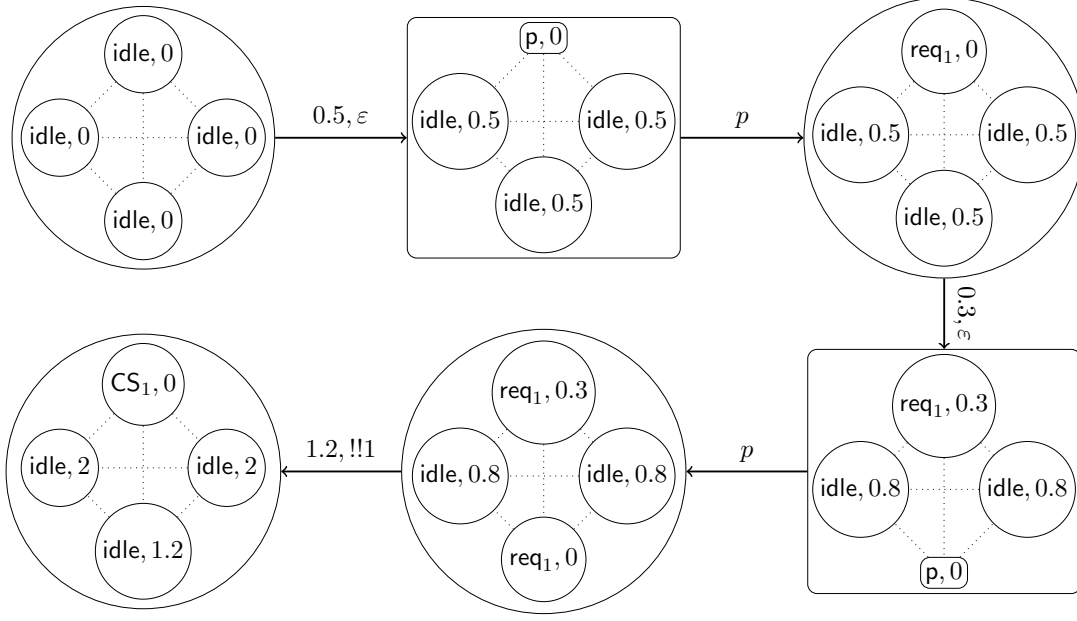 idle, 0
idle, 0 idle, 0
idle, 0
0.5, ε
p, 0
idle, 0.5 idle, 0.5
idle, 0.5
p
req₁, 0
idle, 0.5 idle, 0.5
idle, 0.5
0.3, ε
req₁, 0.3
idle, 0.8 idle, 0.8
p, 0
p
req₁, 0.3
idle, 0.8 idle, 0.8
req₁, 0
1.2, !!1
CS₁, 0
idle, 2 idle, 2
idle, 1.2